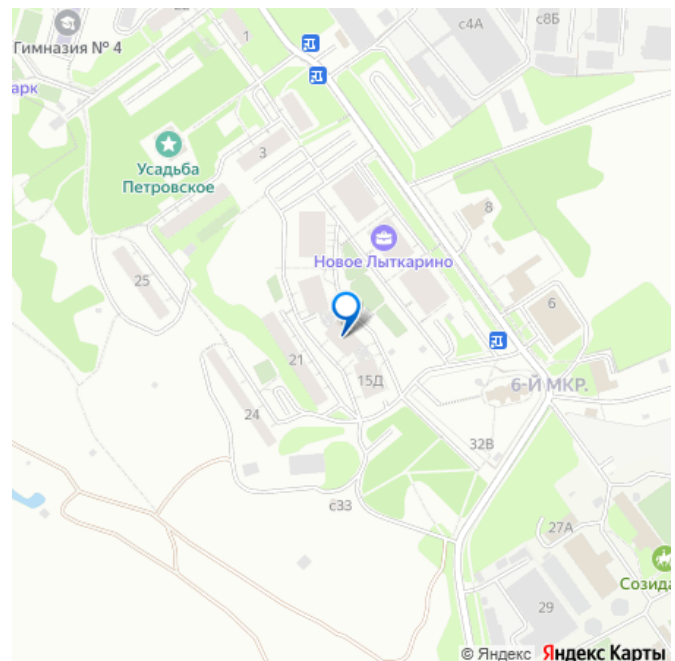 22
с4А
с8Б
1
Гимназия № 4
арк
3
Усадьба
Петровское
8
Новое Лыткарино
25
6
21
15Д
6-Й МКР.
24
32В
с33
27А
Созида
29
© Яндекс Яндекс Карты